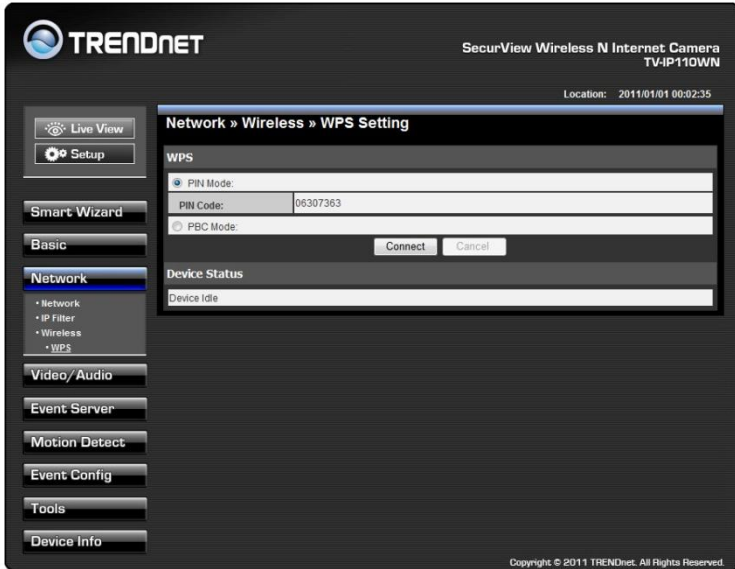 TRENDNET
SecurView Wireless N Internet Camera
TV-IP110WN
Location: 2011/01/01 00:02:35
Live View
Setup
Smart Wizard
Basic
Network
• Network
• IP Filter
• Wireless
• WPS
Video/Audio
Event Server
Motion Detect
Event Config
Tools
Device Info
Network » Wireless » WPS Setting
WPS
PIN Mode:
PIN Code: 06307363
PBC Mode:
Connect Cancel
Device Status
Device Idle
Copyright © 2011 TRENDnet. All Rights Reserved.